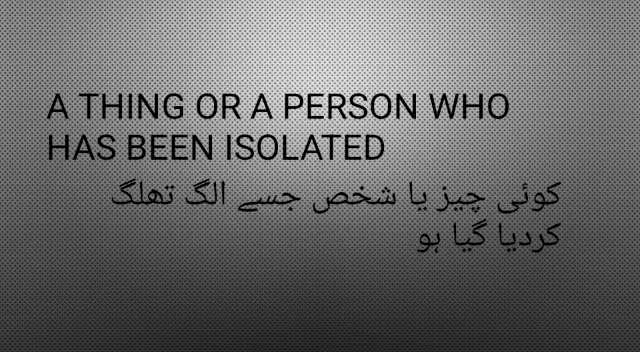 A THING OR A PERSON WHO
HAS BEEN ISOLATED
کوئی چیز یا شخص جسے الگ تھلگ
کردیا گیا ہو